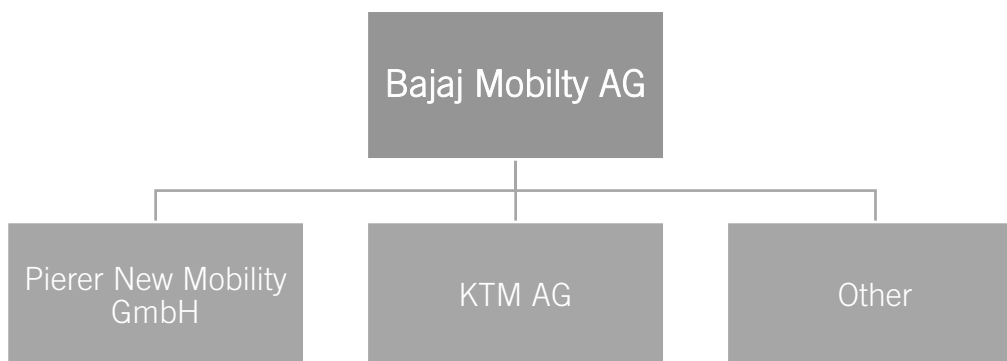 Bajaj Mobilty AG
Pierer New Mobility
GmbH
KTM AG
Other